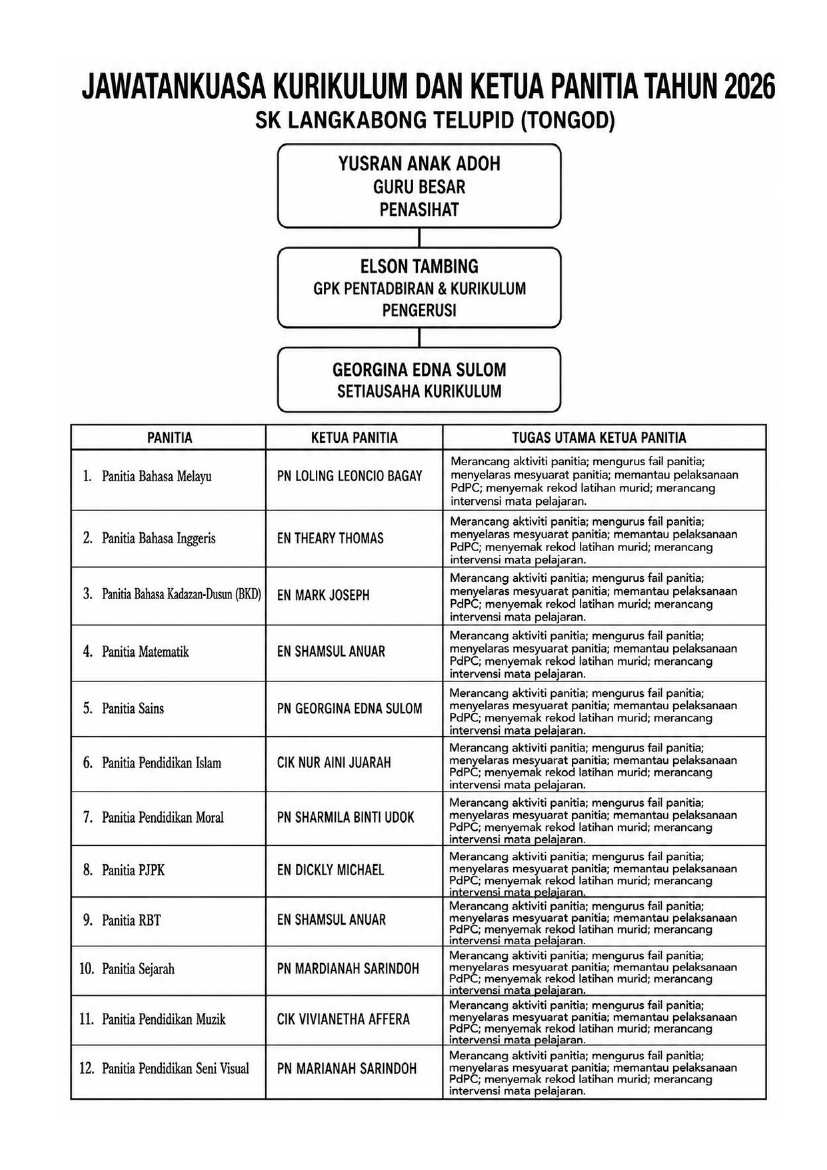 JAWATANKUASA KURIKULUM DAN KETUA PANITIA TAHUN 2026
SK LANGKABONG TELUPID (TONGOD)
YUSRAN ANAK ADOH
GURU BESAR
PENASIHAT
ELSON TAMBING
GPK PENTADBIRAN & KURIKULUM
PENGERUSI
GEORGINA EDNA SULOM
SETIAUSAHA KURIKULUM
PANITIA KETUA PANITIA TUGAS UTAMA KETUA PANITIA
1. Panitia Bahasa Melayu PN LOLING LEONCIO BAGAY
Merancang aktiviti panitia; mengurus fail panitia;
menyelaras mesyuarat panitia; memantau pelaksanaan
PdPC; menyemak rekod latihan murid; merancang
intervensi mata pelajaran.
2. Panitia Bahasa Inggeris EN THEARY THOMAS
Merancang aktiviti panitia; mengurus fail panitia;
menyelaras mesyuarat panitia; memantau pelaksanaan
PdPC; menyemak rekod latihan murid; merancang
intervensi mata pelajaran.
3. Panitia Bahasa Kadazan-Dusun (BKD) EN MARK JOSEPH
Merancang aktiviti panitia; mengurus fail panitia;
menyelaras mesyuarat panitia; memantau pelaksanaan
PdPC; menyemak rekod latihan murid; merancang
intervensi mata pelajaran.
4. Panitia Matematik EN SHAMSUL ANUAR
Merancang aktiviti panitia; mengurus fail panitia;
menyelaras mesyuarat panitia; memantau pelaksanaan
PdPC; menyemak rekod latihan murid; merancang
intervensi mata pelajaran.
5. Panitia Sains PN GEORGINA EDNA SULOM
Merancang aktiviti panitia; mengurus fail panitia;
menyelaras mesyuarat panitia; memantau pelaksanaan
PdPC; menyemak rekod latihan murid; merancang
intervensi mata pelajaran.
6. Panitia Pendidikan Islam CIK NUR AINI JUARAH
Merancang aktiviti panitia; mengurus fail panitia;
menyelaras mesyuarat panitia; memantau pelaksanaan
PdPC; menyemak rekod latihan murid; merancang
intervensi mata pelajaran.
7. Panitia Pendidikan Moral PN SHARMILA BINTI UDOK
Merancang aktiviti panitia; mengurus fail panitia;
menyelaras mesyuarat panitia; memantau pelaksanaan
PdPC; menyemak rekod latihan murid; merancang
intervensi mata pelajaran.
8. Panitia PJPK EN DICKLY MICHAEL
Merancang aktiviti panitia; mengurus fail panitia;
menyelaras mesyuarat panitia; memantau pelaksanaan
PdPC; menyemak rekod latihan murid; merancang
intervensi mata pelajaran.
9. Panitia RBT EN SHAMSUL ANUAR
Merancang aktiviti panitia; mengurus fail panitia;
menyelaras mesyuarat panitia; memantau pelaksanaan
PdPC; menyemak rekod latihan murid; merancang
intervensi mata pelajaran.
10. Panitia Sejarah PN MARDIANAH SARINDOH
Merancang aktiviti panitia; mengurus fail panitia;
menyelaras mesyuarat panitia; memantau pelaksanaan
PdPC; menyemak rekod latihan murid; merancang
intervensi mata pelajaran.
11. Panitia Pendidikan Muzik CIK VIVIANETHA AFFERA
Merancang aktiviti panitia; mengurus fail panitia;
menyelaras mesyuarat panitia; memantau pelaksanaan
PdPC; menyemak rekod latihan murid; merancang
intervensi mata pelajaran.
12. Panitia Pendidikan Seni Visual PN MARIANAH SARINDOH
Merancang aktiviti panitia; mengurus fail panitia;
menyelaras mesyuarat panitia; memantau pelaksanaan
PdPC; menyemak rekod latihan murid; merancang
intervensi mata pelajaran.